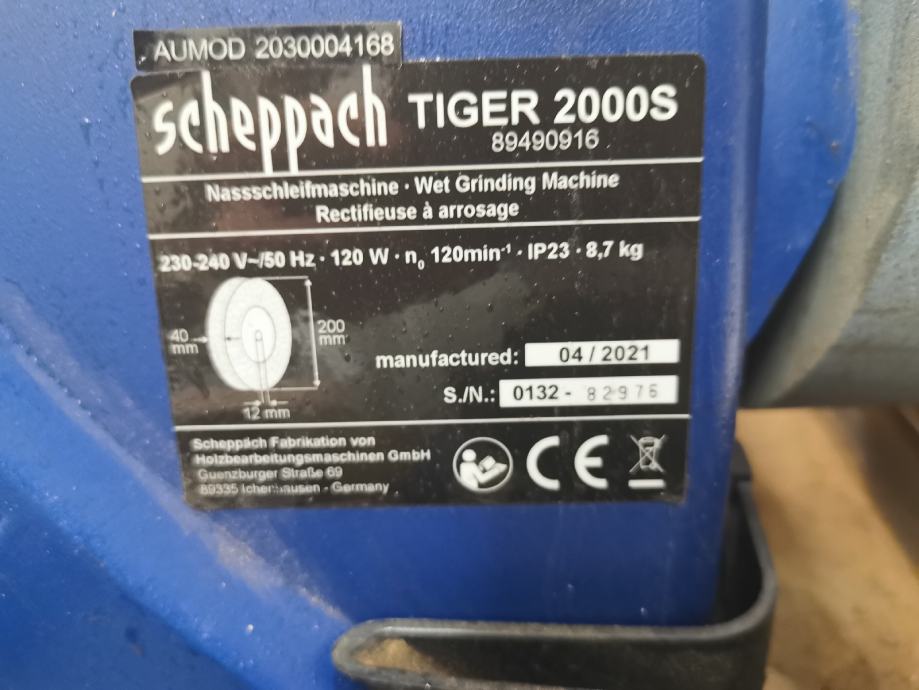 AUMOD 2030004168
scheppach TIGER 2000S
89490916
Nassschleifmaschine · Wet Grinding Machine
Rectifieuse à arrosage
230-240 V~/50 Hz · 120 W · n₀ 120min⁻¹ · IP23 · 8,7 kg
40 mm
200 mm
12 mm
manufactured: 04 / 2021
S./N.: 0132 - 82976
Scheppach Fabrikation von
Holzbearbeitungsmaschinen GmbH
Guenzburger Straße 69
89335 Ichenhausen - Germany
CE